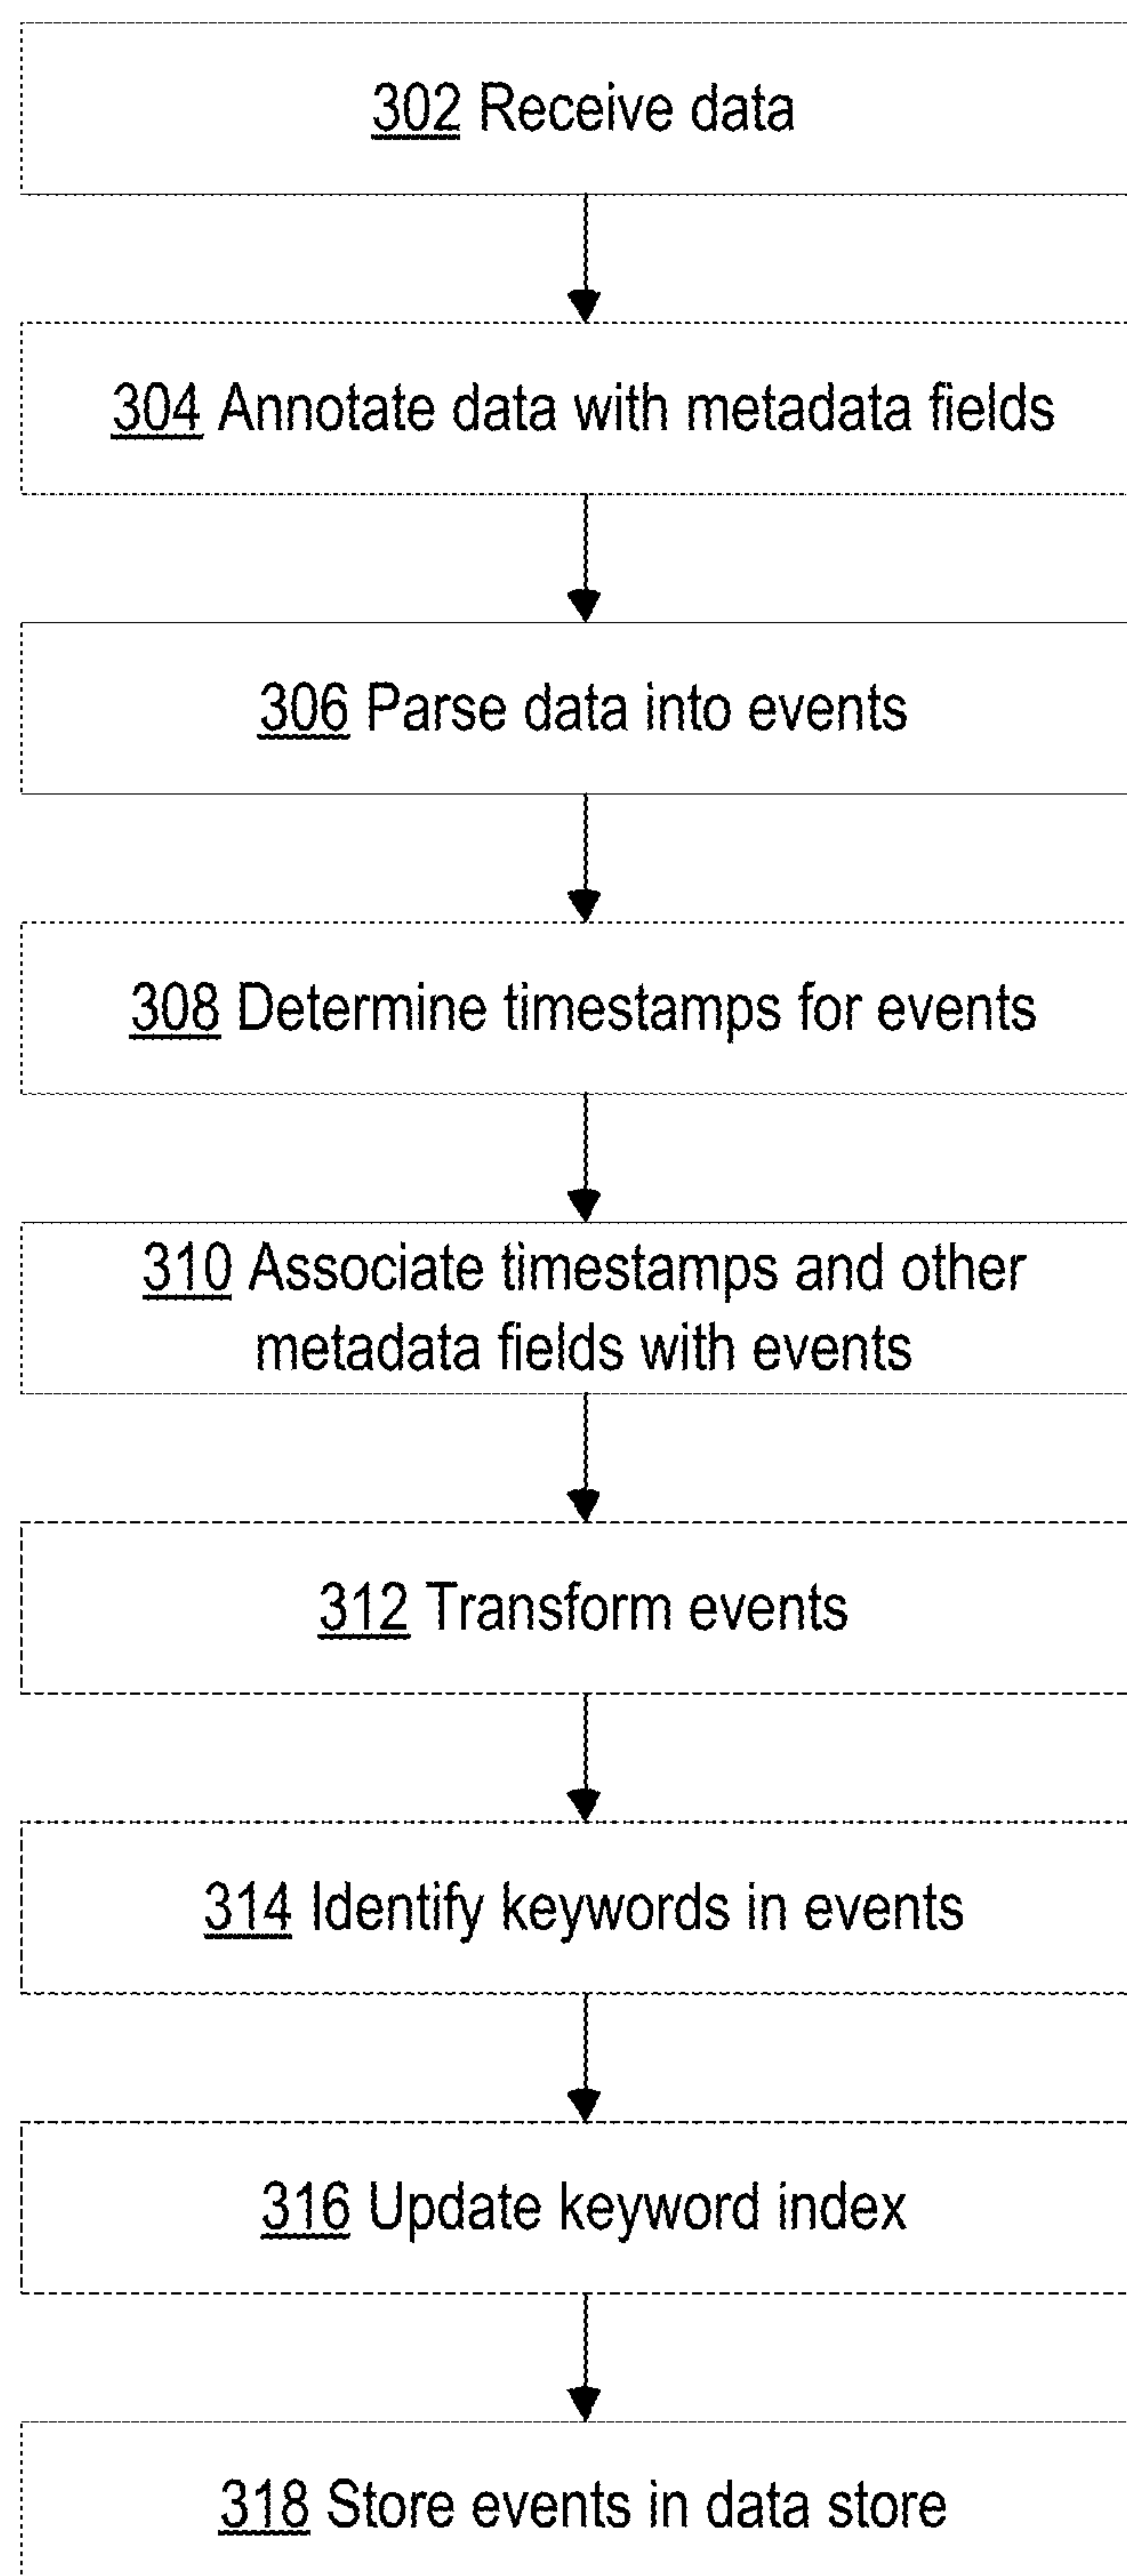 302 Receive data
304 Annotate data with metadata fields
306 Parse data into events
308 Determine timestamps for events
310 Associate timestamps and other
metadata fields with events
312 Transform events
314 Identify keywords in events
316 Update keyword index
318 Store events in data store